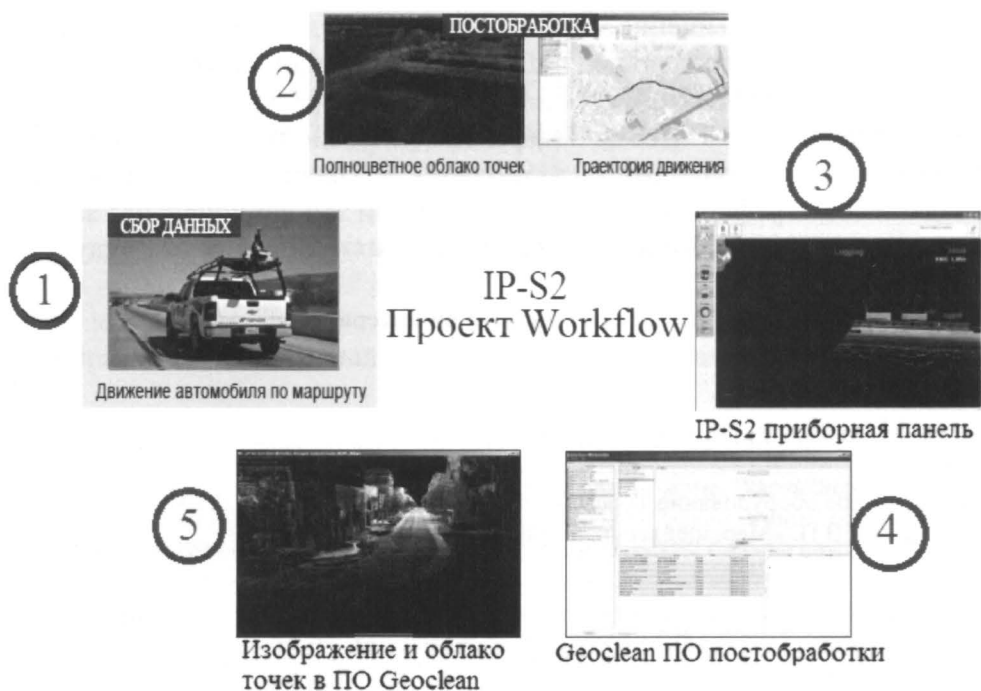 ПОСТОБРАБОТКА
2
Полноцветное облако точек
Траектория движения
3
СБОР ДАННЫХ
1
IP-S2
Проект Workflow
Движение автомобиля по маршруту
IP-S2 приборная панель
5
4
Изображение и облако
точек в ПО Geoclean
Geoclean ПО постобработки